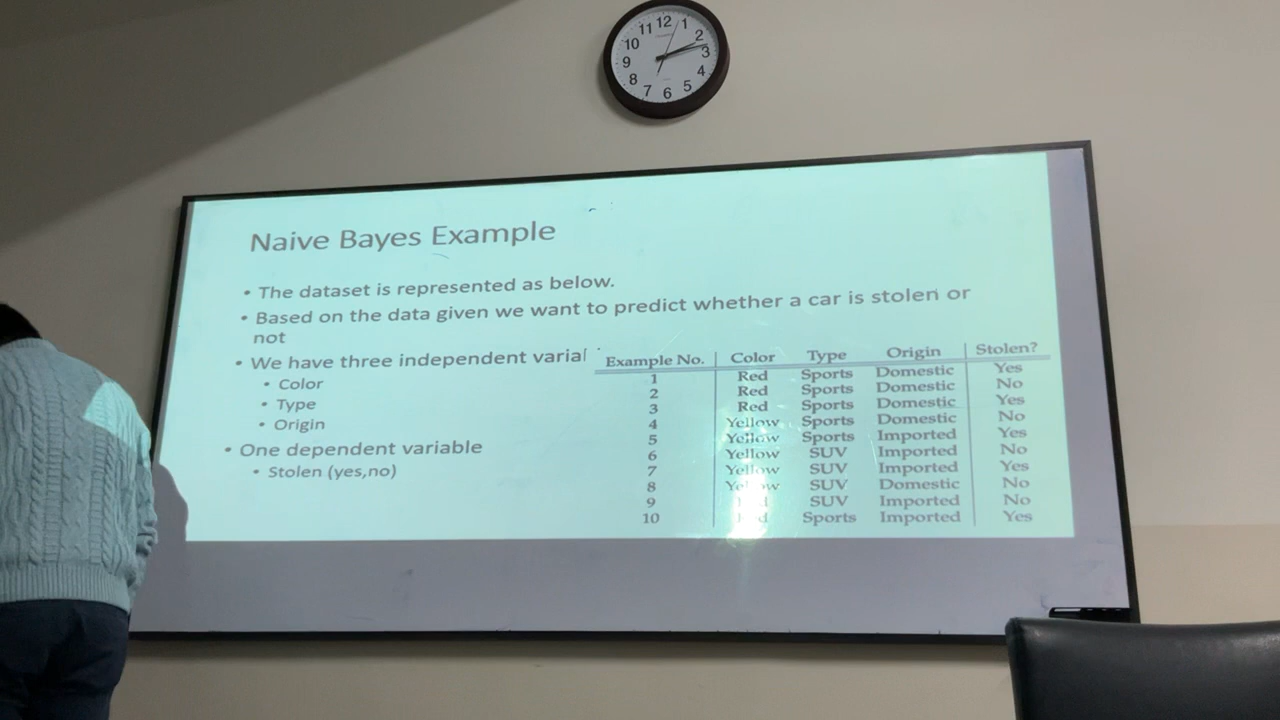 12
1
2
3
4
5
6
7
8
9
10
11
Naive Bayes Example
• The dataset is represented as below.
• Based on the data given we want to predict whether a car is stolen or
not
• We have three independent varial
• Color
• Type
• Origin
• One dependent variable
• Stolen (yes,no)
Example No. Color Type Origin Stolen?
1 Red Sports Domestic Yes
2 Red Sports Domestic No
3 Red Sports Domestic Yes
4 Yellow Sports Domestic No
5 Yellow Sports Imported Yes
6 Yellow SUV Imported No
7 Yellow SUV Imported Yes
8 SUV Domestic No
9 SUV Imported No
10 Sports Imported Yes